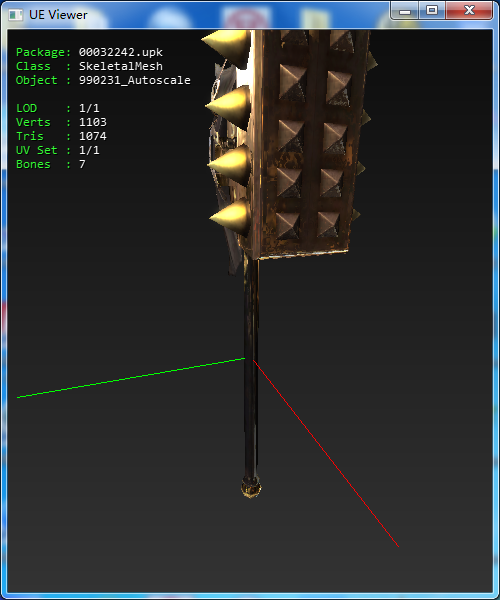 UE Viewer
Package: 00032242.upk
Class : SkeletalMesh
Object : 990231_Autoscale
LOD : 1/1
Verts : 1103
Tris : 1074
UV Set : 1/1
Bones : 7